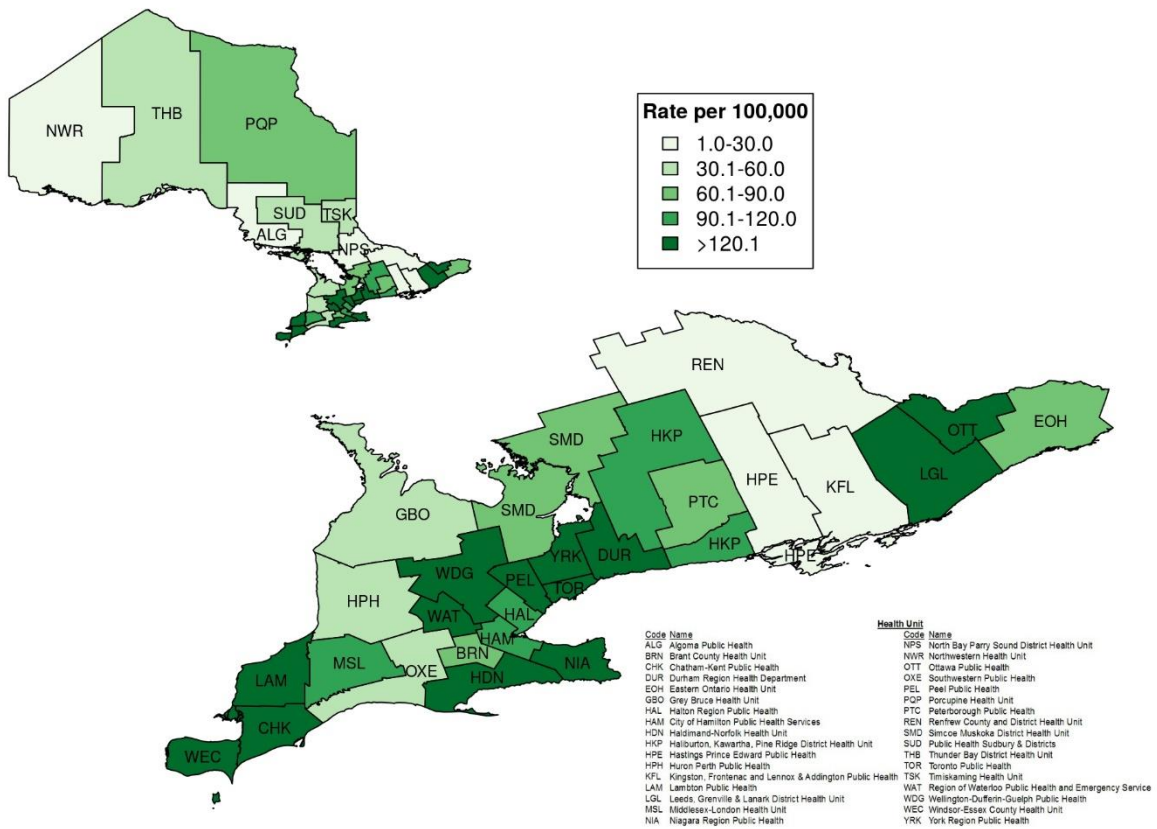 NWR
THB
PQP
SUD
TSK
ALG
NPS
Rate per 100,000
1.0-30.0
30.1-60.0
60.1-90.0
90.1-120.0
>120.1
REN
SMD
HKP
OTT
EOH
LGL
HPE
KFL
PTC
GBO
SMD
HKP
YRK
DUR
HPE
WDG
PEL
TOR
HPH
WAT
HAL
HAM
BRN
MSL
OXE
NIA
HDN
LAM
CHK
WEC
Health Unit
Code Name
ALG Algoma Public Health
BRN Brant County Health Unit
CHK Chatham-Kent Public Health
DUR Durham Region Health Department
EOH Eastern Ontario Health Unit
GBO Grey Bruce Health Unit
HAL Halton Region Public Health
HAM City of Hamilton Public Health Services
HDN Haldimand-Norfolk Health Unit
HKP Haliburton, Kawartha, Pine Ridge District Health Unit
HPE Hastings Prince Edward Public Health
HPH Huron Perth Public Health
KFL Kingston, Frontenac and Lennox & Addington Public Health
LAM Lambton Public Health
LGL Leeds, Grenville & Lanark District Health Unit
MSL Middlesex-London Health Unit
NIA Niagara Region Public Health
Code Name
NPS North Bay Parry Sound District Health Unit
NWR Northwestern Health Unit
OTT Ottawa Public Health
OXE Southwestern Public Health
PEL Peel Public Health
PQP Porcupine Health Unit
PTC Peterborough Public Health
REN Renfrew County and District Health Unit
SMD Simcoe Muskoka District Health Unit
SUD Public Health Sudbury & Districts
THB Thunder Bay District Health Unit
TOR Toronto Public Health
TSK Timiskaming Health Unit
WAT Region of Waterloo Public Health and Emergency Service
WDG Wellington-Dufferin-Guelph Public Health
WEC Windsor-Essex County Health Unit
YRK York Region Public Health